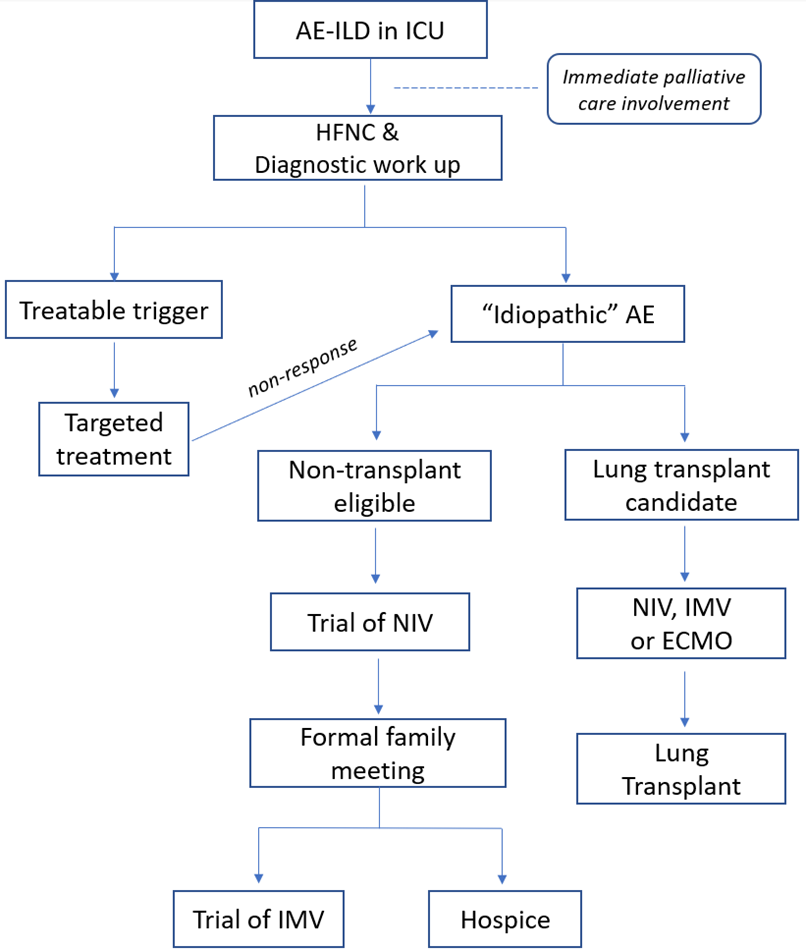 AE-ILD in ICU
Immediate palliative
care involvement
HFNC &
Diagnostic work up
Treatable trigger
“Idiopathic” AE
non-response
Targeted
treatment
Non-transplant
eligible
Lung transplant
candidate
Trial of NIV
NIV, IMV
or ECMO
Formal family
meeting
Lung
Transplant
Trial of IMV
Hospice